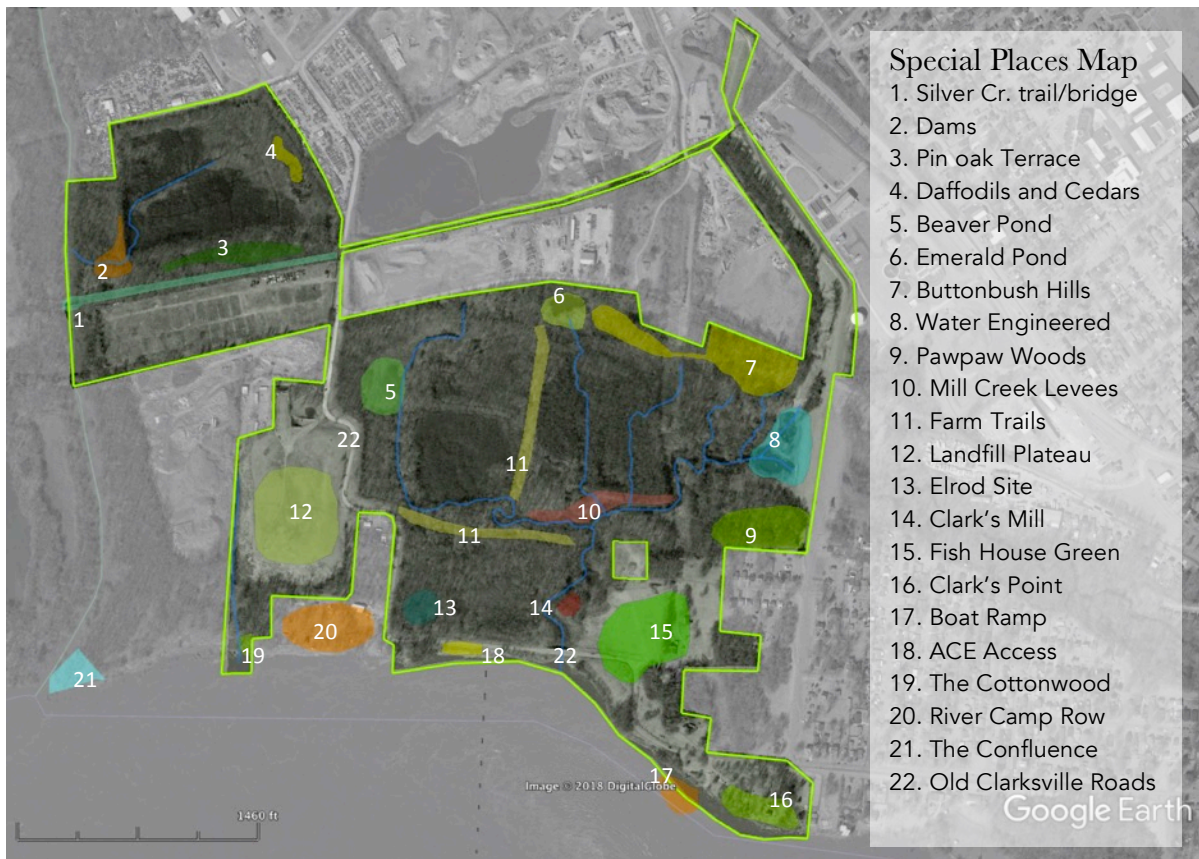 Special Places Map
1. Silver Cr. trail/bridge
2. Dams
3. Pin oak Terrace
4. Daffodils and Cedars
5. Beaver Pond
6. Emerald Pond
7. Buttonbush Hills
8. Water Engineered
9. Pawpaw Woods
10. Mill Creek Levees
11. Farm Trails
12. Landfill Plateau
13. Elrod Site
14. Clark's Mill
15. Fish House Green
16. Clark's Point
17. Boat Ramp
18. ACE Access
19. The Cottonwood
20. River Camp Row
21. The Confluence
22. Old Clarksville Roads
4
3
2
1
6
7
5
22
8
11
12
10
11
9
13
14
20
15
19
18
22
21
17
Image © 2018 DigitalGlobe
16
1460 ft
Google Earth